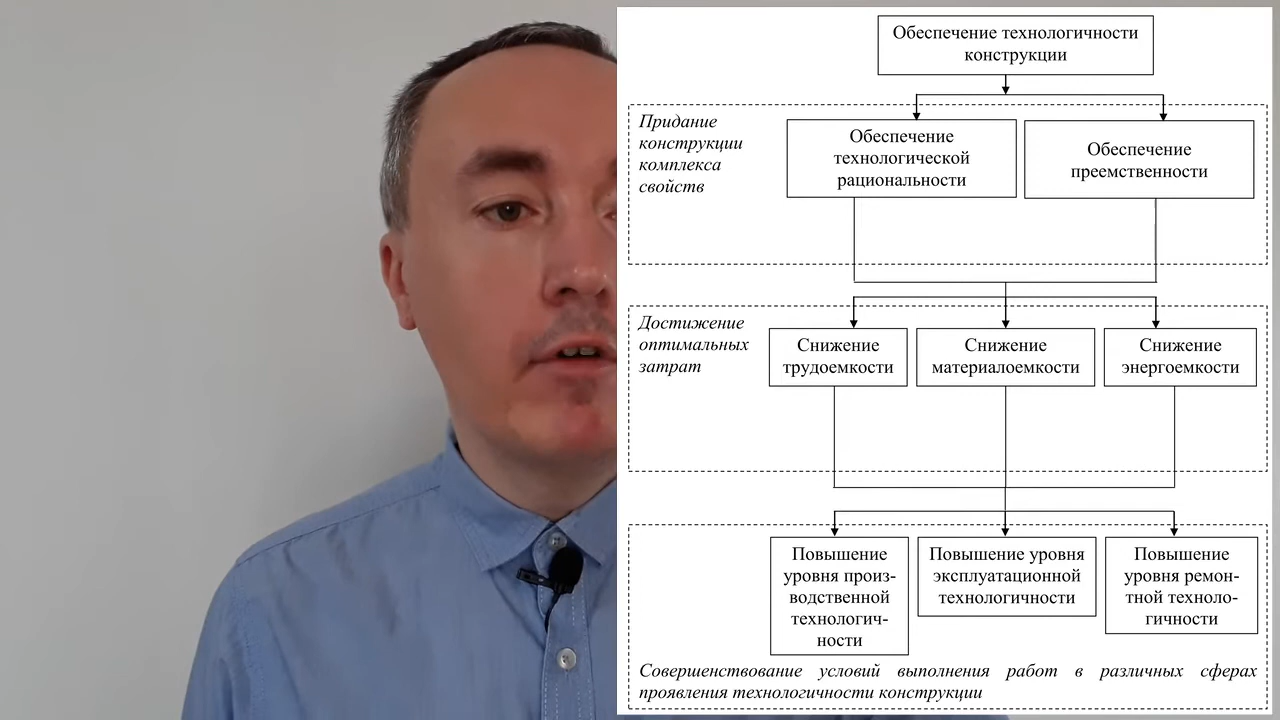 Обеспечение технологичности
конструкции
Придание
конструкции
комплекса
свойств
Обеспечение
технологической
рациональности
Обеспечение
преемственности
Достижение
оптимальных
затрат
Снижение
трудоемкости
Снижение
материалоемкости
Снижение
энергоемкости
Повышение
уровня произ-
водственной
технологич-
ности
Повышение уровня
эксплуатационной
технологичности
Повышение
уровня ремон-
тной техноло-
гичности
Совершенствование условий выполнения работ в различных сферах
проявления технологичности конструкции